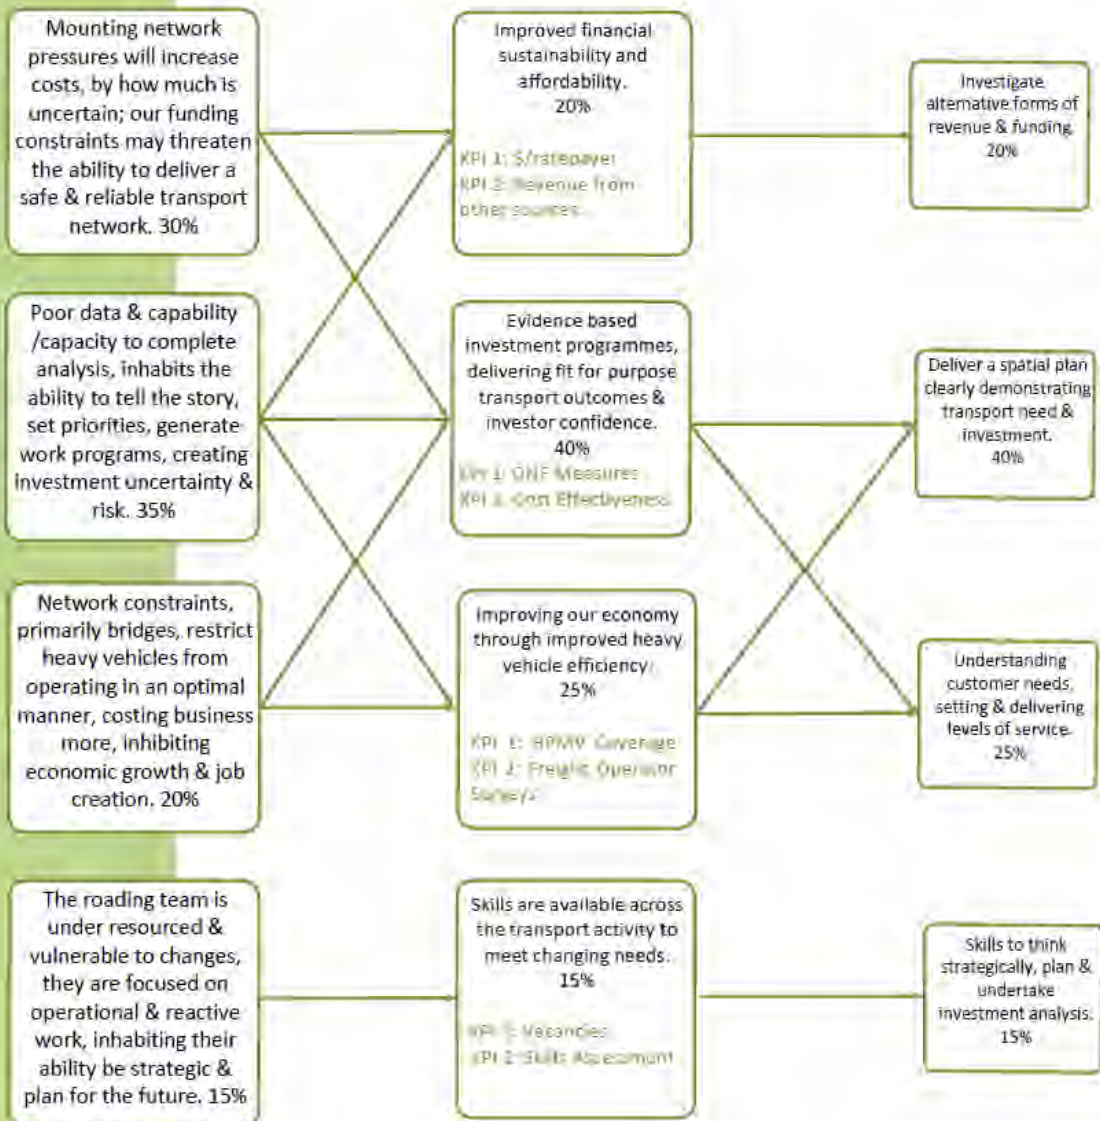 Mounting network
pressures will increase
costs, by how much is
uncertain; our funding
constraints may threaten
the ability to deliver a
safe & reliable transport
network. 30%
Poor data & capability
/capacity to complete
analysis, inhabits the
ability to tell the story,
set priorities, generate
work programs, creating
investment uncertainty &
risk. 35%
Network constraints,
primarily bridges, restrict
heavy vehicles from
operating in an optimal
manner, costing business
more, inhibiting
economic growth & job
creation. 20%
The roading team is
under resourced &
vulnerable to changes,
they are focused on
operational & reactive
work, inhabiting their
ability be strategic &
plan for the future. 15%
Improved financial
sustainability and
affordability.
20%
KPI 1: $/ratepayer
KPI 2: Revenue from
other sources
Evidence based
investment programmes,
delivering fit for purpose
transport outcomes &
investor confidence.
40%
KPI 1: ONF Measures
KPI 2: Cost Effectiveness
Improving our economy
through improved heavy
vehicle efficiency.
25%
KPI 1: HPMV Coverage
KPI 2: Freight Operator
Surveys
Skills are available across
the transport activity to
meet changing needs.
15%
KPI 1: Vacancies
KPI 2: Skills Assessment
Investigate
alternative forms of
revenue & funding.
20%
Deliver a spatial plan
clearly demonstrating
transport need &
investment.
40%
Understanding
customer needs,
setting & delivering
levels of service.
25%
Skills to think
strategically, plan &
undertake
investment analysis.
15%